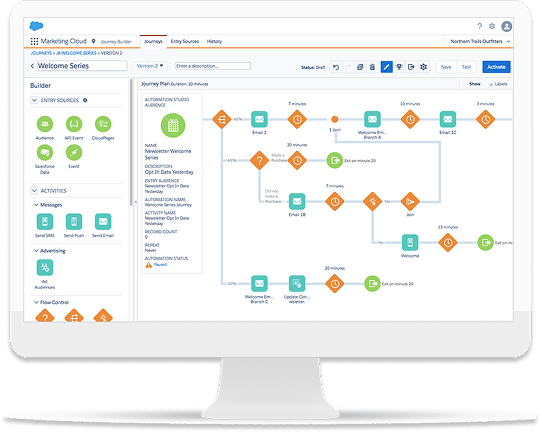 Marketing Cloud
Journey Builder
Journeys
Entry Sources
History
Northern Trails Outfitters
JOURNEYS > JB WELCOME SERIES > VERSION 2
Welcome Series
Version 2
Enter a description...
Status: Draft
Save
Test
Activate
Builder
Journey Plan Duration: 20 minutes
Show
Labels
ENTRY SOURCES
Audience
API Event
CloudPages
Salesforce
Data
Event
ACTIVITIES
Messages
Send SMS
Send Push
Send Email
Advertising
Ad
Audiences
Flow Control
AUTOMATION STUDIO
AUDIENCE
NAME
Newsletter Welcome
Series
DESCRIPTION
Opt In Date Yesterday
ENTRY AUDIENCE
Newsletter Opt In Date
Yesterday
AUTOMATION NAME
Welcome Series Journey
ACTIVITY NAME
Newsletter Opt In Date
Yesterday
RECORD COUNT
0
REPEAT
Never
AUTOMATION STATUS
Paused
45%
Email 1
7 minutes
1 Join
Welcome Em...
Branch A
10 minutes
Email 1C
3 minutes
45%
Made a
Purchase
20 minutes
Exit on minute 20
Did not
make a
Purchase
Email 1B
7 minutes
Yes
Join
No
Welcome
13 minutes
Exit on min
10%
Welcome Em...
Branch C
Update Con...
20 minutes
Exit on minute 20